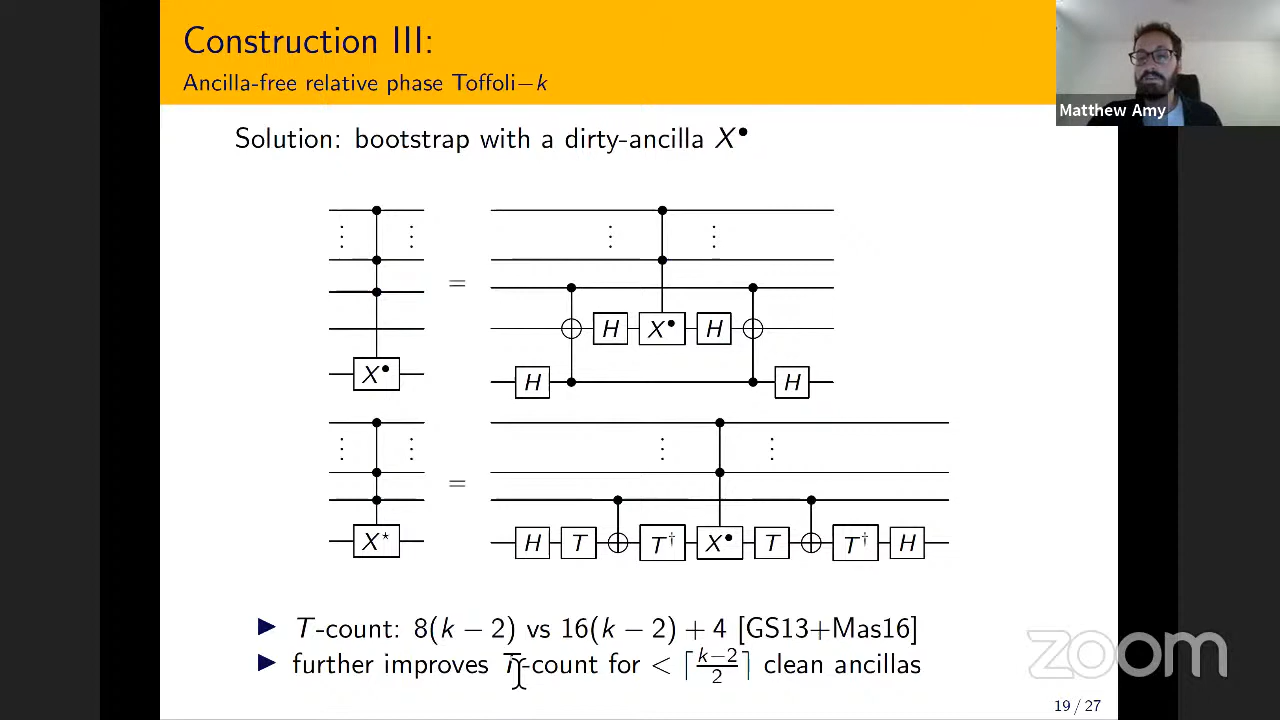 Construction III:
Ancilla-free relative phase Toffoli−k
Matthew Amy
Solution: bootstrap with a dirty-ancilla X•
=
H X• H
X•
H H
=
X⋆
H T T† X• T T† H
▶ T-count: 8(k − 2) vs 16(k − 2) + 4 [GS13+Mas16]
▶ further improves T-count for < ⌈(k−2)/2⌉ clean ancillas
zoom
19 / 27